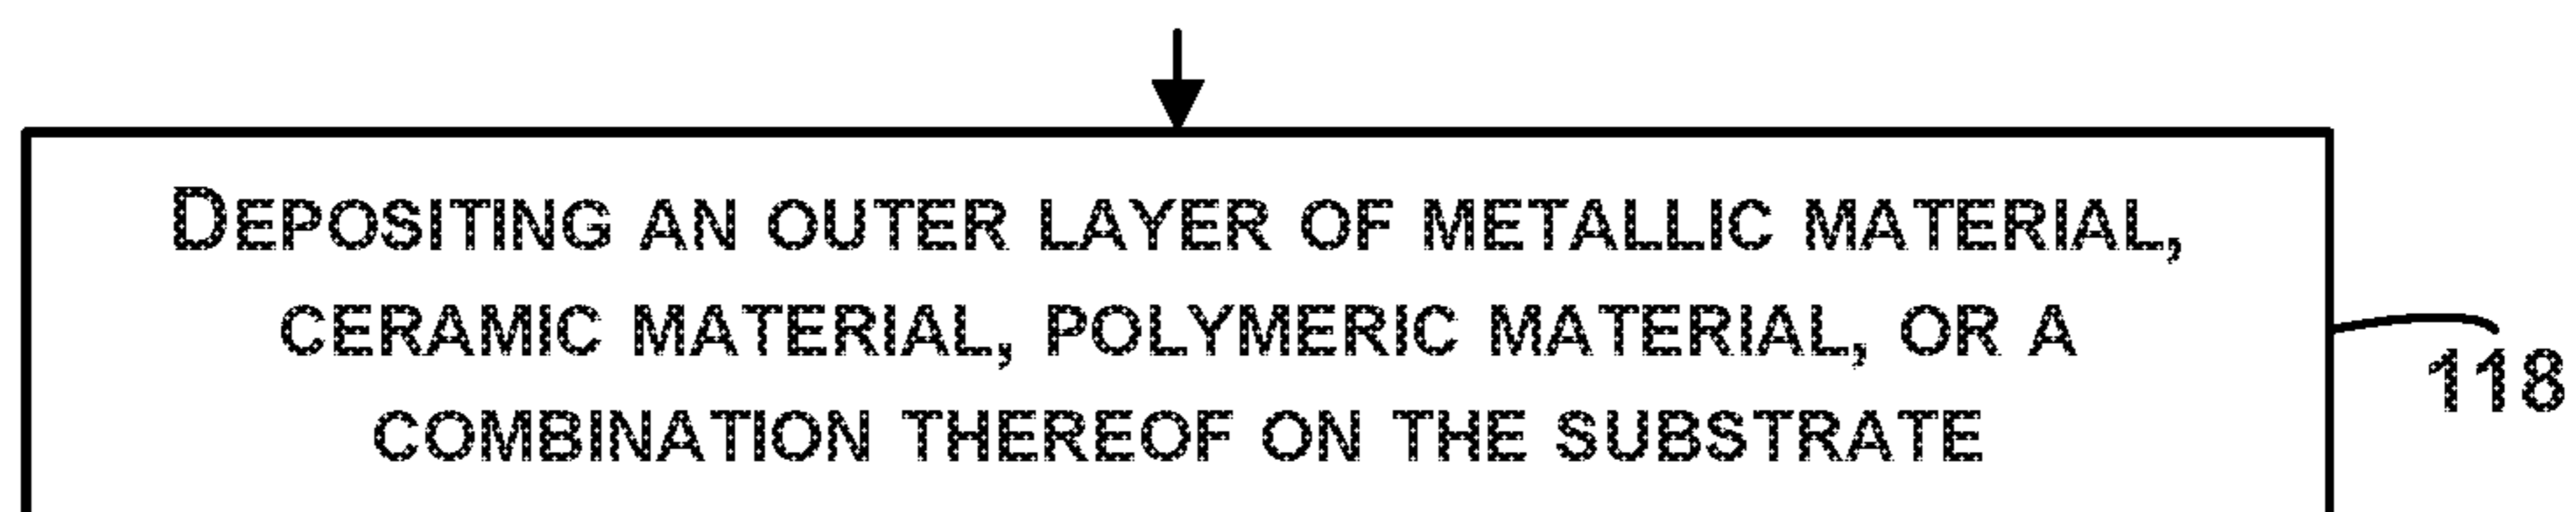 DEPOSITING AN OUTER LAYER OF METALLIC MATERIAL,
CERAMIC MATERIAL, POLYMERIC MATERIAL, OR A
COMBINATION THEREOF ON THE SUBSTRATE
118